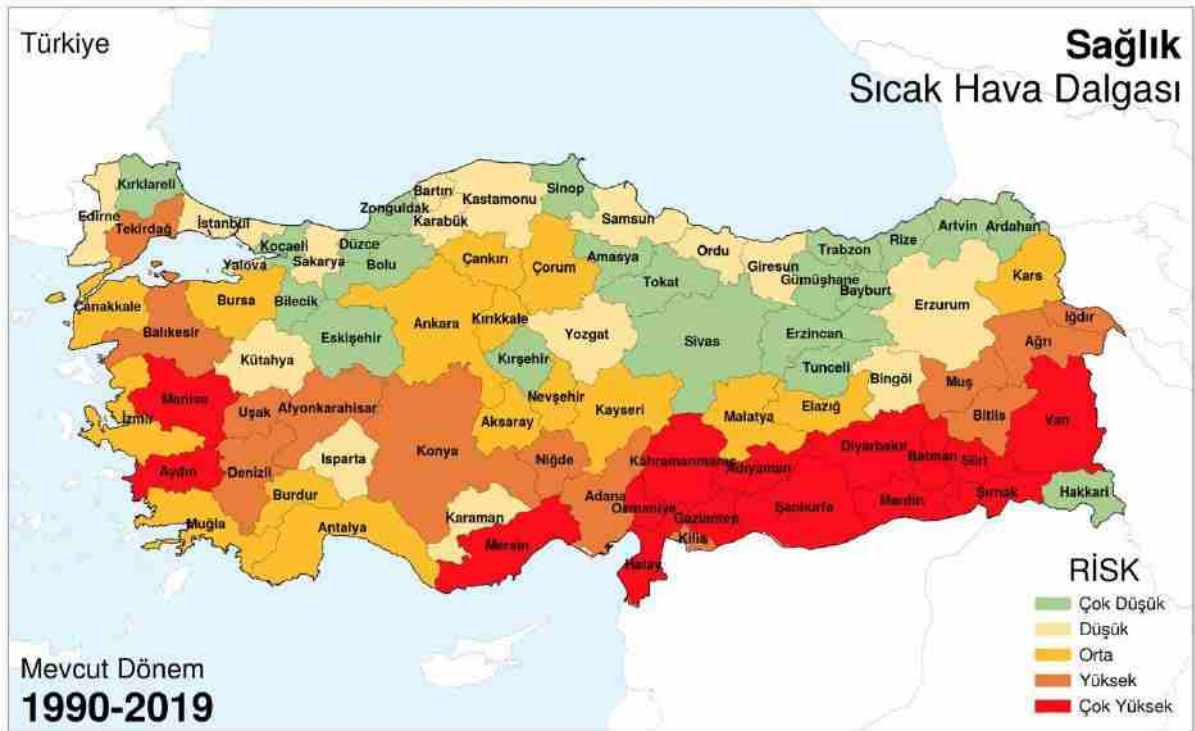 Türkiye
Sağlık
Sıcak Hava Dalgası
Kırklareli
Edirne
Tekirdağ
İstanbul
Kocaeli
Yalova
Sakarya
Düzce
Zonguldak
Bartın
Karabük
Kastamonu
Sinop
Samsun
Bolu
Çankırı
Çorum
Amasya
Tokat
Ordu
Giresun
Gümüşhane
Trabzon
Bayburt
Rize
Artvin
Ardahan
Kars
Erzurum
Iğdır
Ağrı
Çanakkale
Balıkesir
Bursa
Bilecik
Eskişehir
Kütahya
Ankara
Kırıkkale
Kırşehir
Yozgat
Sivas
Erzincan
Tunceli
Bingöl
Muş
Bitlis
Van
Manisa
İzmir
Uşak
Afyonkarahisar
Konya
Aksaray
Nevşehir
Kayseri
Malatya
Elazığ
Diyarbakır
Batman
Siirt
Şırnak
Hakkari
Aydın
Denizli
Isparta
Burdur
Muğla
Antalya
Karaman
Mersin
Niğde
Adana
Kahramanmaraş
Osmaniye
Adıyaman
Gaziantep
Kilis
Hatay
Şanlıurfa
Mardin
RİSK
Çok Düşük
Düşük
Orta
Yüksek
Çok Yüksek
Mevcut Dönem
1990-2019